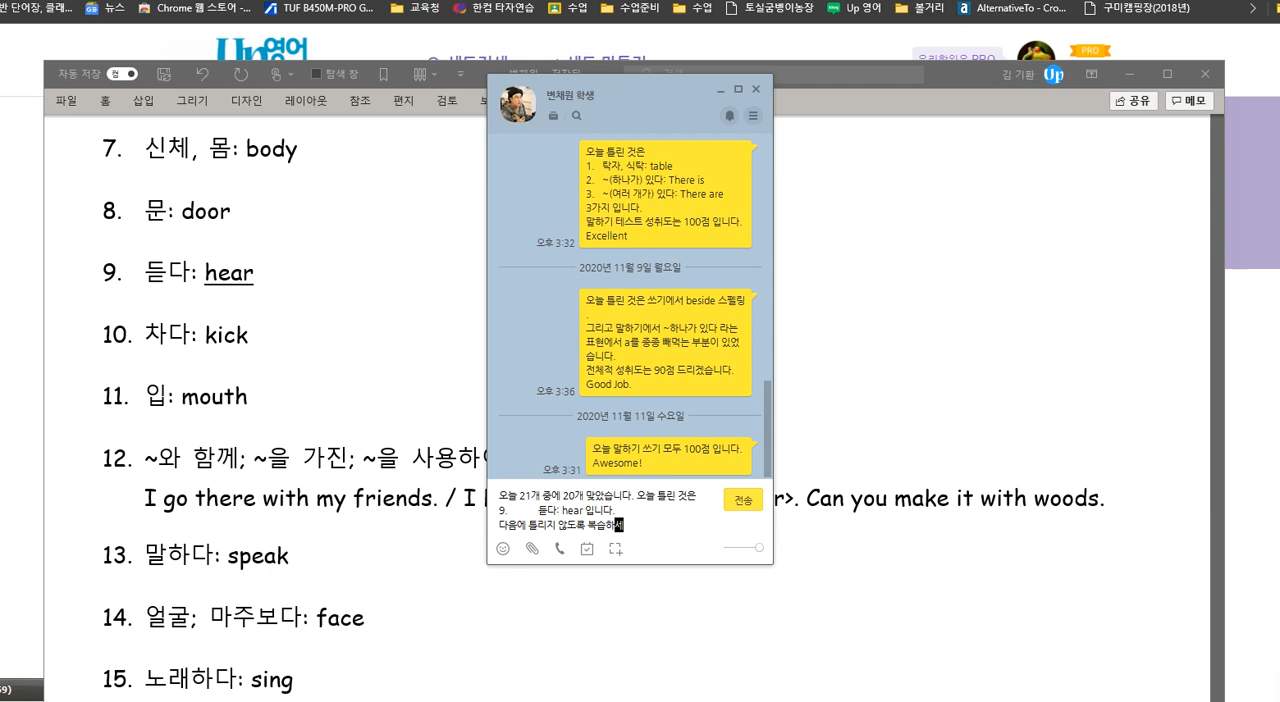 반 단어장, 클래...
뉴스
Chrome 웹 스토어 -...
TUF B450M-PRO G...
교육청
한컴 타자연습
수업
수업준비
수업
토실굼벵이농장
Up 영어
볼거리
AlternativeTo - Cro...
구미캠핑장(2018년)
Up영어
PRO
자동 저장
컴
탐색 창
김 기환
Up
파일
홈
삽입
그리기
디자인
레이아웃
참조
편지
검토
공유
메모
7. 신체, 몸: body
8. 문: door
9. 듣다: hear
10. 차다: kick
11. 입: mouth
12. ~와 함께; ~을 가진; ~을 사용하
I go there with my friends. / I
r>. Can you make it with woods.
13. 말하다: speak
14. 얼굴; 마주보다: face
15. 노래하다: sing
변채원 학생
오늘 틀린 것은
1. 탁자, 식탁: table
2. ~(하나가) 있다: There is
3. ~(여러 개가) 있다: There are
3가지 입니다.
말하기 테스트 성취도는 100점 입니다.
Excellent
오후 3:32
2020년 11월 9일 월요일
오늘 틀린 것은 쓰기에서 beside 스펠링
.
그리고 말하기에서 ~하나가 있다 라는
표현에서 a를 종종 빼먹는 부분이 있었
습니다.
전체적 성취도는 90점 드리겠습니다.
Good Job.
오후 3:36
2020년 11월 11일 수요일
오늘 말하기 쓰기 모두 100점 입니다.
Awesome!
오후 3:31
오늘 21개 중에 20개 맞았습니다. 오늘 틀린 것은
9. 듣다: hear 입니다.
다음에 틀리지 않도록 복습하세
전송